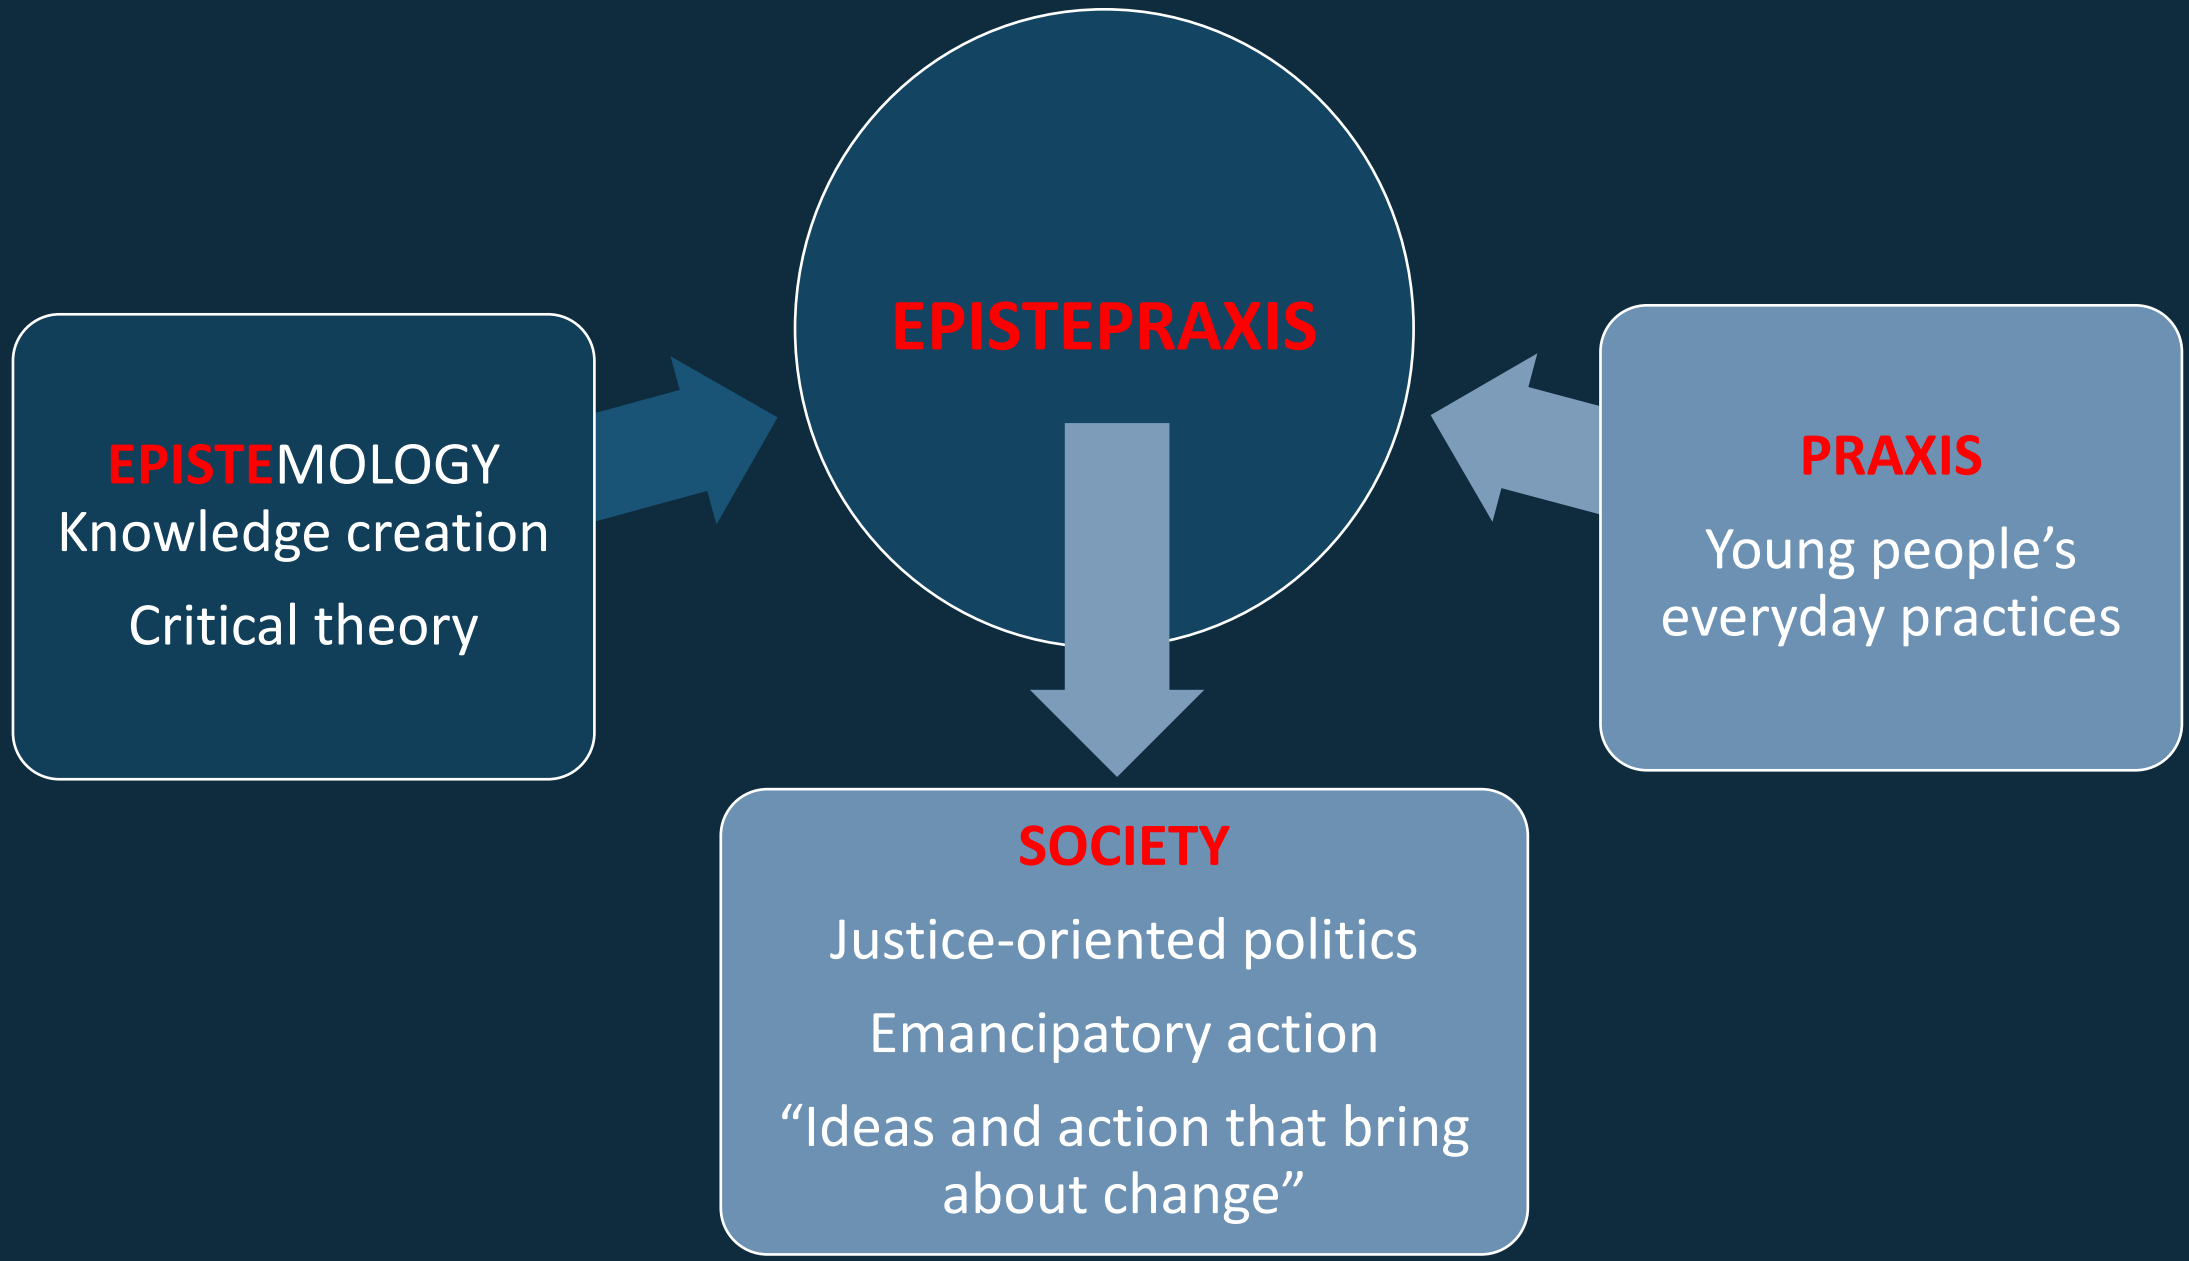 EPISTEPRAXIS
EPISTEMOLOGY
Knowledge creation
Critical theory
PRAXIS
Young people’s
everyday practices
SOCIETY
Justice-oriented politics
Emancipatory action
“Ideas and action that bring
about change”